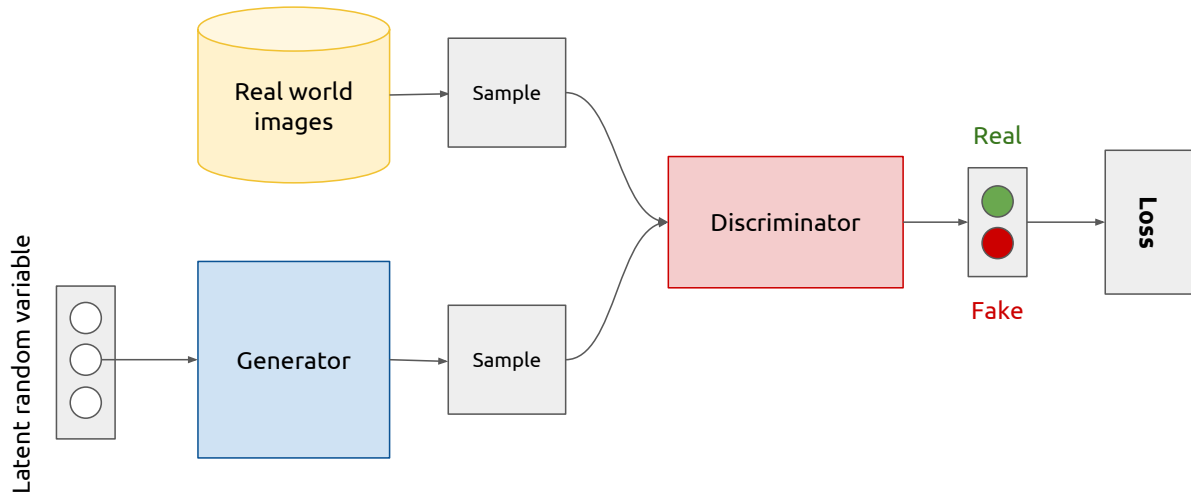 Real world
images
Sample
Real
Discriminator
Loss
Latent random variable
Generator
Sample
Fake